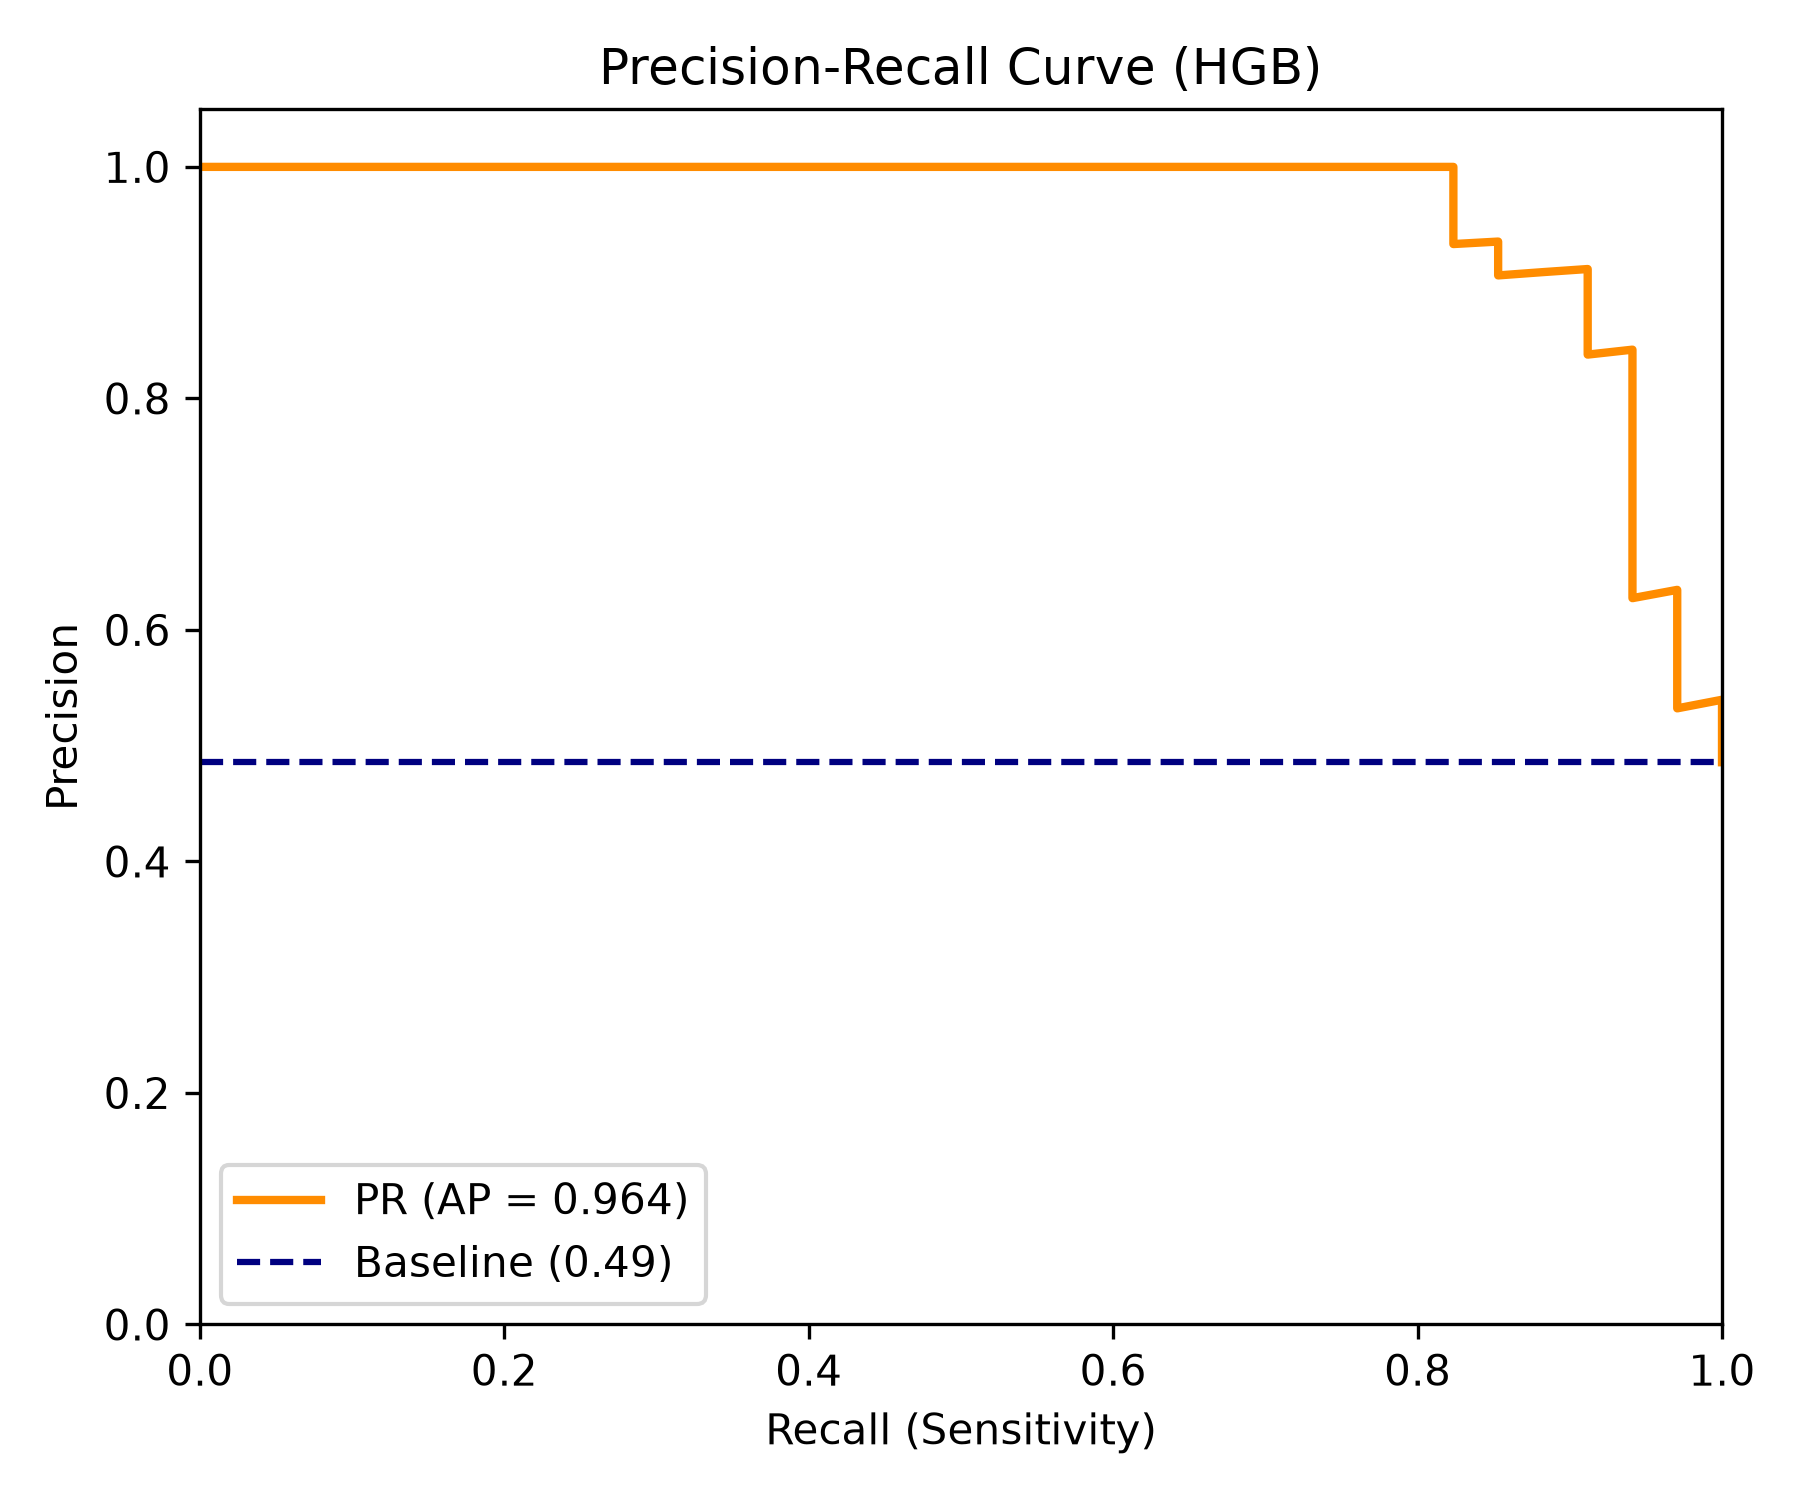 Precision-Recall Curve (HGB)
Precision
1.0
0.8
0.6
0.4
0.2
0.0
PR (AP = 0.964)
Baseline (0.49)
0.0 0.2 0.4 0.6 0.8 1.0
Recall (Sensitivity)